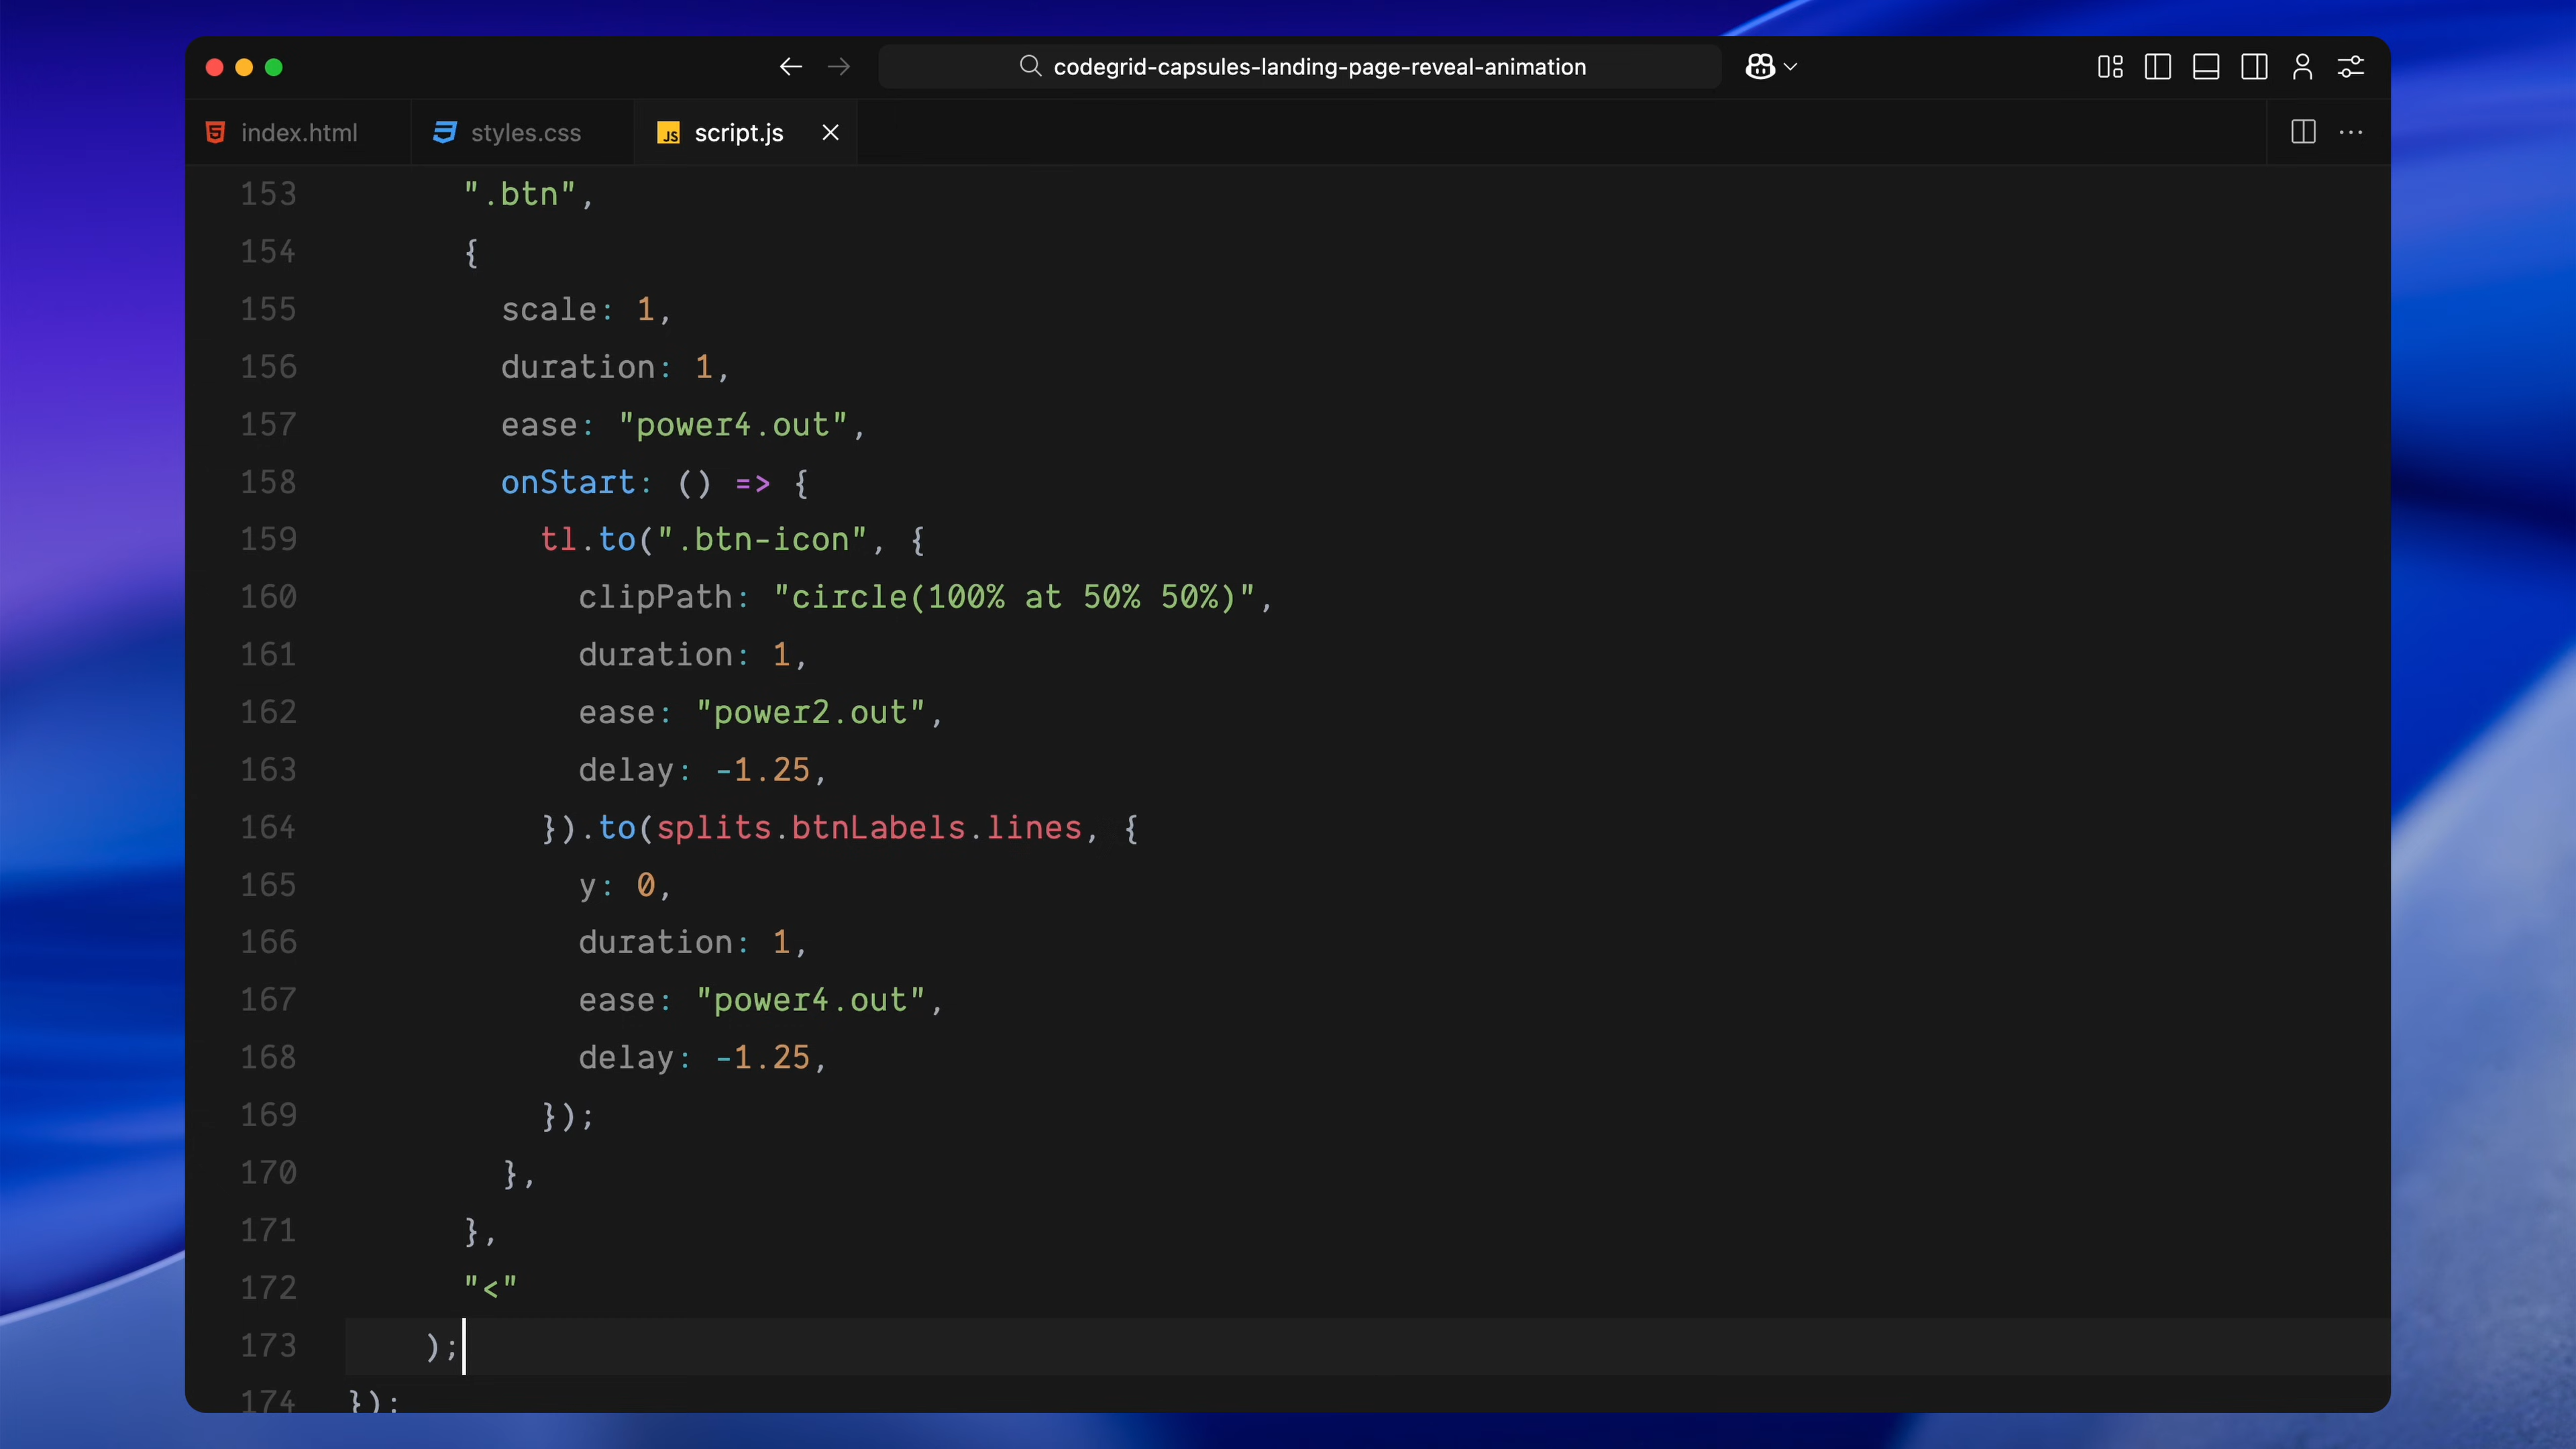 codegrid-capsules-landing-page-reveal-animation
index.html
styles.css
JS script.js
153 ".btn",
154 {
155 scale: 1,
156 duration: 1,
157 ease: "power4.out",
158 onStart: () => {
159 tl.to(".btn-icon", {
160 clipPath: "circle(100% at 50% 50%)",
161 duration: 1,
162 ease: "power2.out",
163 delay: -1.25,
164 }).to(splits.btnLabels.lines, {
165 y: 0,
166 duration: 1,
167 ease: "power4.out",
168 delay: -1.25,
169 });
170 },
171 },
172 "<"
173 );
174 });